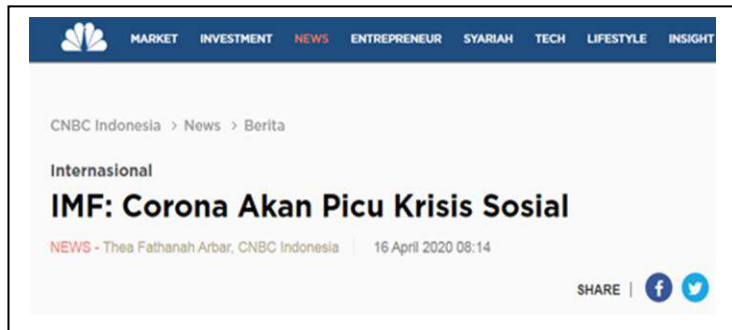 MARKET INVESTMENT NEWS ENTREPRENEUR SYARIAH TECH LIFESTYLE INSIGHT
CNBC Indonesia > News > Berita
Internasional
IMF: Corona Akan Picu Krisis Sosial
NEWS - Thea Fathanah Arbar, CNBC Indonesia 16 April 2020 08:14
SHARE |